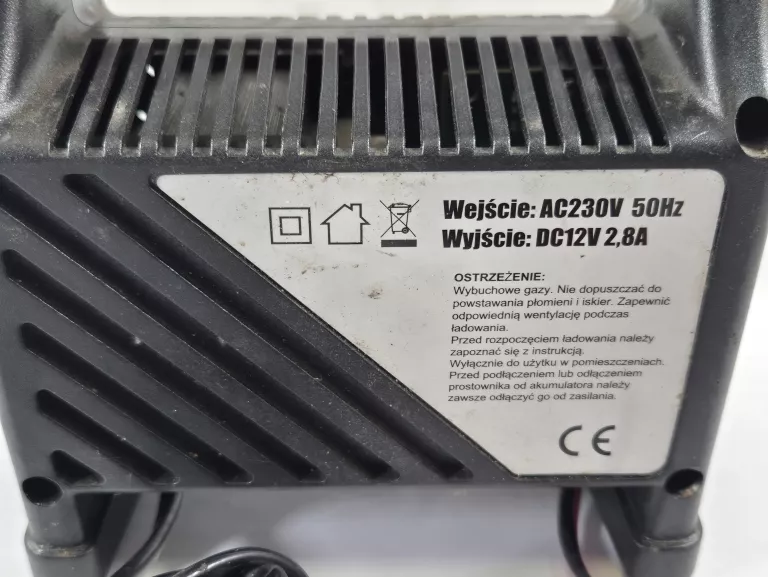 Wejście: AC230V 50Hz
Wyjście: DC12V 2,8A
OSTRZEŻENIE:
Wybuchowe gazy. Nie dopuszczać do
powstawania płomieni i iskier. Zapewnić
odpowiednią wentylację podczas
ładowania.
Przed rozpoczęciem ładowania należy
zapoznać się z instrukcją.
Wyłącznie do użytku w pomieszczeniach.
Przed podłączeniem lub odłączeniem
prostownika od akumulatora należy
zawsze odłączyć go od zasilania.
CE